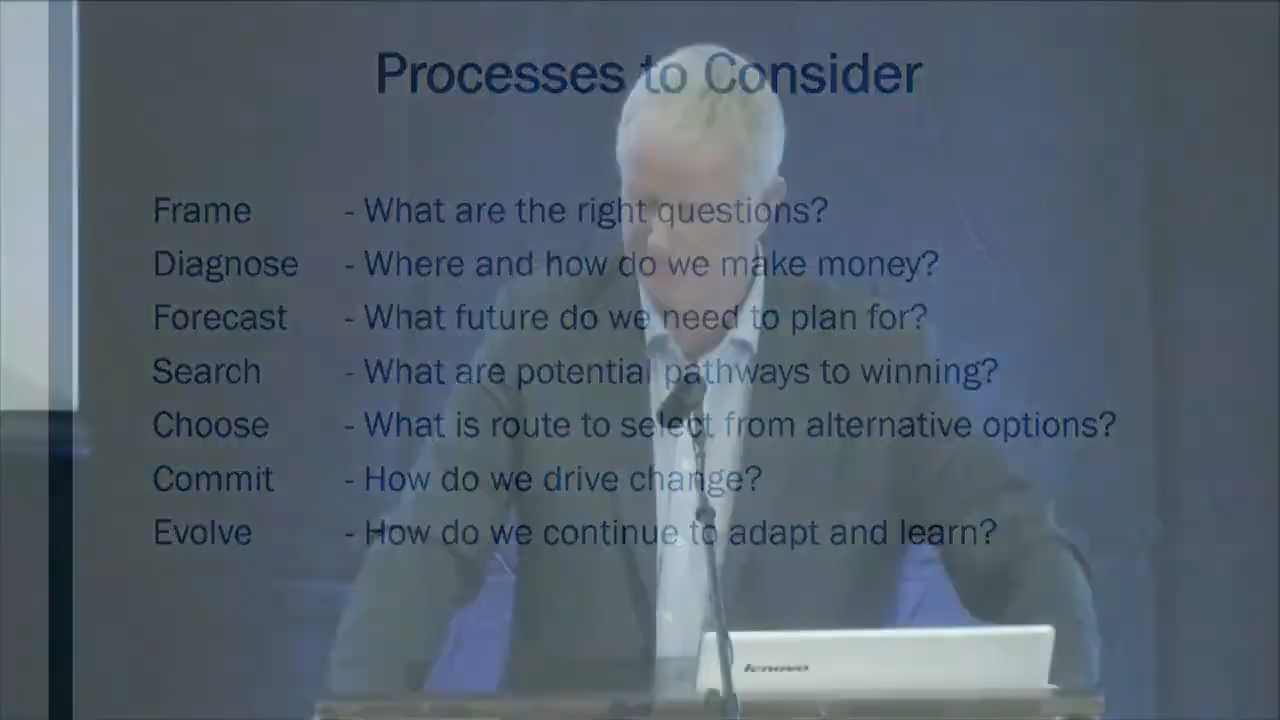 Processes to Consider
Frame - What are the right questions?
Diagnose - Where and how do we make money?
Forecast - What future do we need to plan for?
Search - What are potential pathways to winning?
Choose - What is route to select from alternative options?
Commit - How do we drive change?
Evolve - How do we continue to adapt and learn?
lenovo